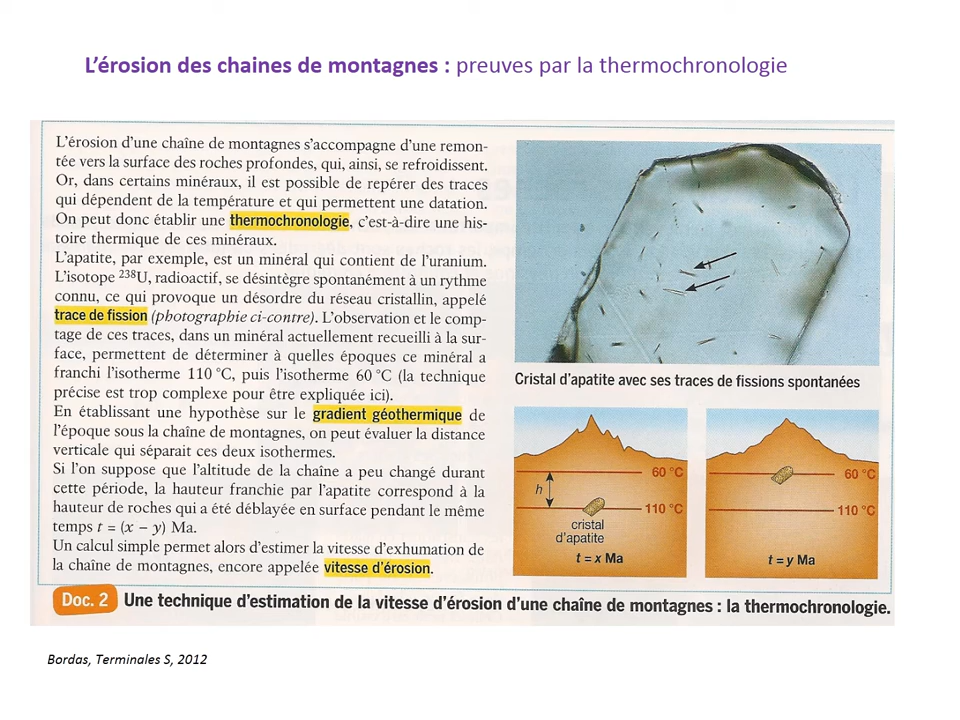 L'érosion des chaines de montagnes : preuves par la thermochronologie
L'érosion d'une chaîne de montagnes s'accompagne d'une remon-
tée vers la surface des roches profondes, qui, ainsi, se refroidissent.
Or, dans certains minéraux, il est possible de repérer des traces
qui dépendent de la température et qui permettent une datation.
On peut donc établir une thermochronologie, c'est-à-dire une his-
toire thermique de ces minéraux.
L'apatite, par exemple, est un minéral qui contient de l'uranium.
L'isotope ²³⁸U, radioactif, se désintègre spontanément à un rythme
connu, ce qui provoque un désordre du réseau cristallin, appelé
trace de fission (photographie ci-contre). L'observation et le comp-
tage de ces traces, dans un minéral actuellement recueilli à la sur-
face, permettent de déterminer à quelles époques ce minéral a
franchi l'isotherme 110 °C, puis l'isotherme 60 °C (la technique
précise est trop complexe pour être expliquée ici).
En établissant une hypothèse sur le gradient géothermique de
l'époque sous la chaîne de montagnes, on peut évaluer la distance
verticale qui séparait ces deux isothermes.
Si l'on suppose que l'altitude de la chaîne a peu changé durant
cette période, la hauteur franchie par l'apatite correspond à la
hauteur de roches qui a été déblayée en surface pendant le même
temps t = (x – y) Ma.
Un calcul simple permet alors d'estimer la vitesse d'exhumation de
la chaîne de montagnes, encore appelée vitesse d'érosion.
Cristal d'apatite avec ses traces de fissions spontanées
60 °C
h
110 °C
cristal
d'apatite
t = x Ma
60 °C
110 °C
t = y Ma
Doc. 2 Une technique d'estimation de la vitesse d'érosion d'une chaîne de montagnes : la thermochronologie.
Bordas, Terminales S, 2012